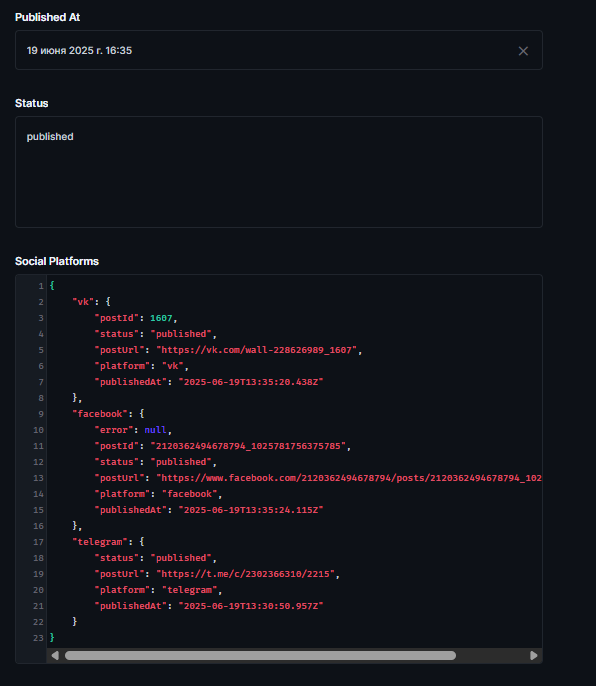 Published At
19 июня 2025 г. 16:35
Status
published
Social Platforms
1 {
2 "vk": {
3 "postId": 1607,
4 "status": "published",
5 "postUrl": "https://vk.com/wall-228626989_1607",
6 "platform": "vk",
7 "publishedAt": "2025-06-19T13:35:20.438Z"
8 },
9 "facebook": {
10 "error": null,
11 "postId": "2120362494678794_1025781756375785",
12 "status": "published",
13 "postUrl": "https://www.facebook.com/2120362494678794/posts/2120362494678794_102
14 "platform": "facebook",
15 "publishedAt": "2025-06-19T13:35:24.115Z"
16 },
17 "telegram": {
18 "status": "published",
19 "postUrl": "https://t.me/c/2302366310/2215",
20 "platform": "telegram",
21 "publishedAt": "2025-06-19T13:30:50.957Z"
22 }
23 }